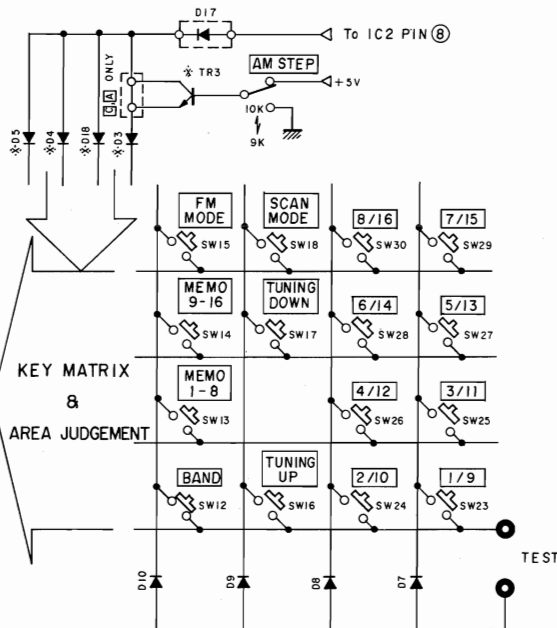 D17
To IC2 PIN ⑧
※ TR3
AM STEP
+5V
C A ONLY
10K
9K
※D5
※D4
※D18
※D3
FM MODE
SW15
SCAN MODE
SW18
8/16
SW30
7/15
SW29
MEMO 9-16
SW14
TUNING DOWN
SW17
6/14
SW28
5/13
SW27
KEY MATRIX
&
AREA JUDGEMENT
MEMO 1-8
SW13
4/12
SW26
3/11
SW25
BAND
SW12
TUNING UP
SW16
2/10
SW24
1/9
SW23
TEST
D10
D9
D8
D7